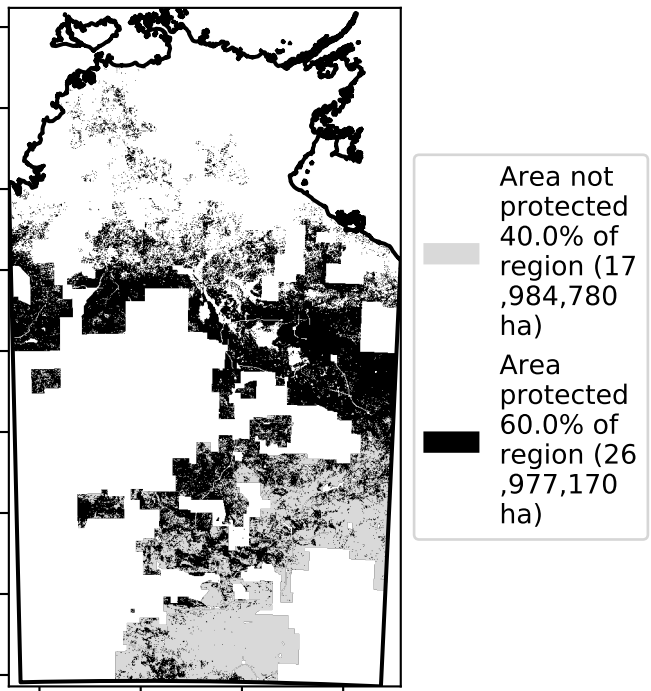 Area not
protected
40.0% of
region (17
,984,780
ha)
Area
protected
60.0% of
region (26
,977,170
ha)